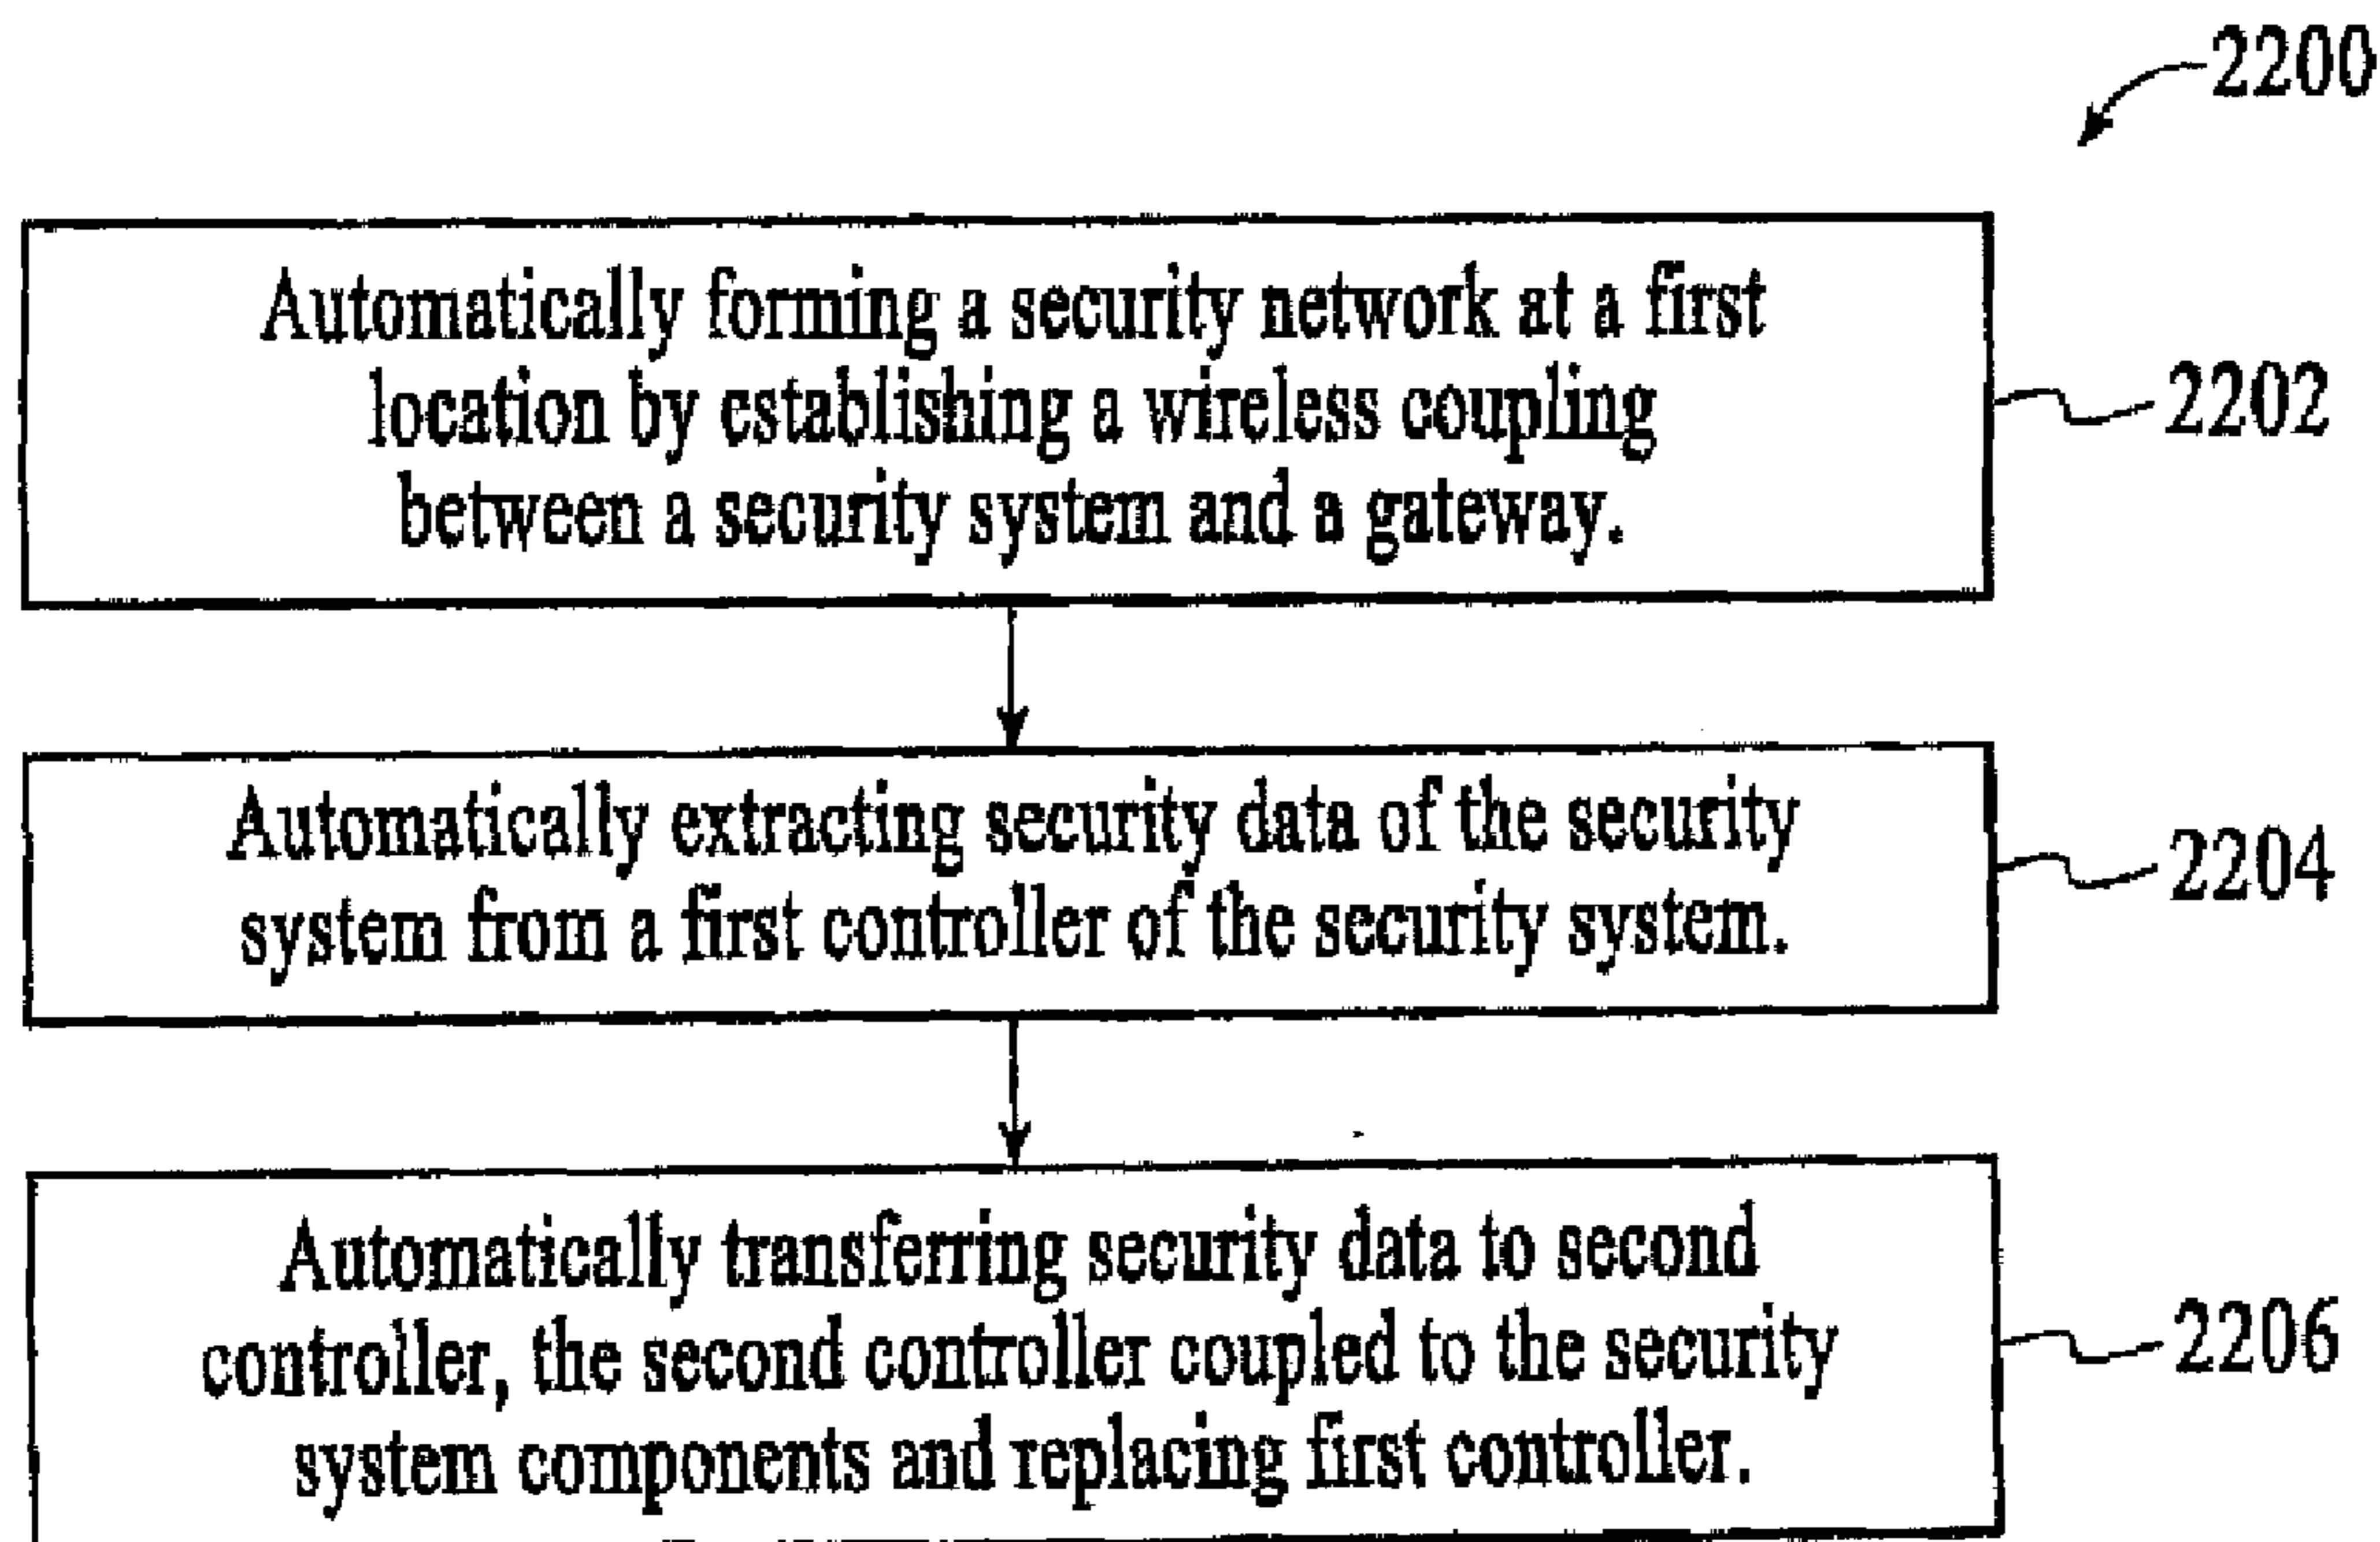 2200
Automatically forming a security network at a first
location by establishing a wireless coupling
between a security system and a gateway.
2202
Automatically extracting security data of the security
system from a first controller of the security system.
2204
Automatically transferring security data to second
controller, the second controller coupled to the security
system components and replacing first controller.
2206